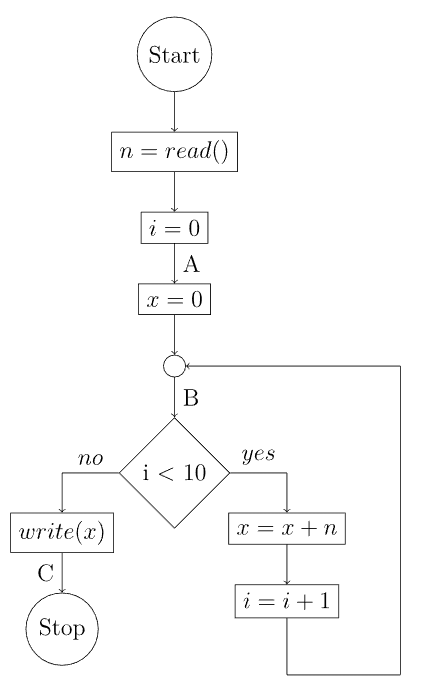 Start
n = read()
i = 0
A
x = 0
B
i < 10
no
yes
write(x)
x = x + n
C
i = i + 1
Stop